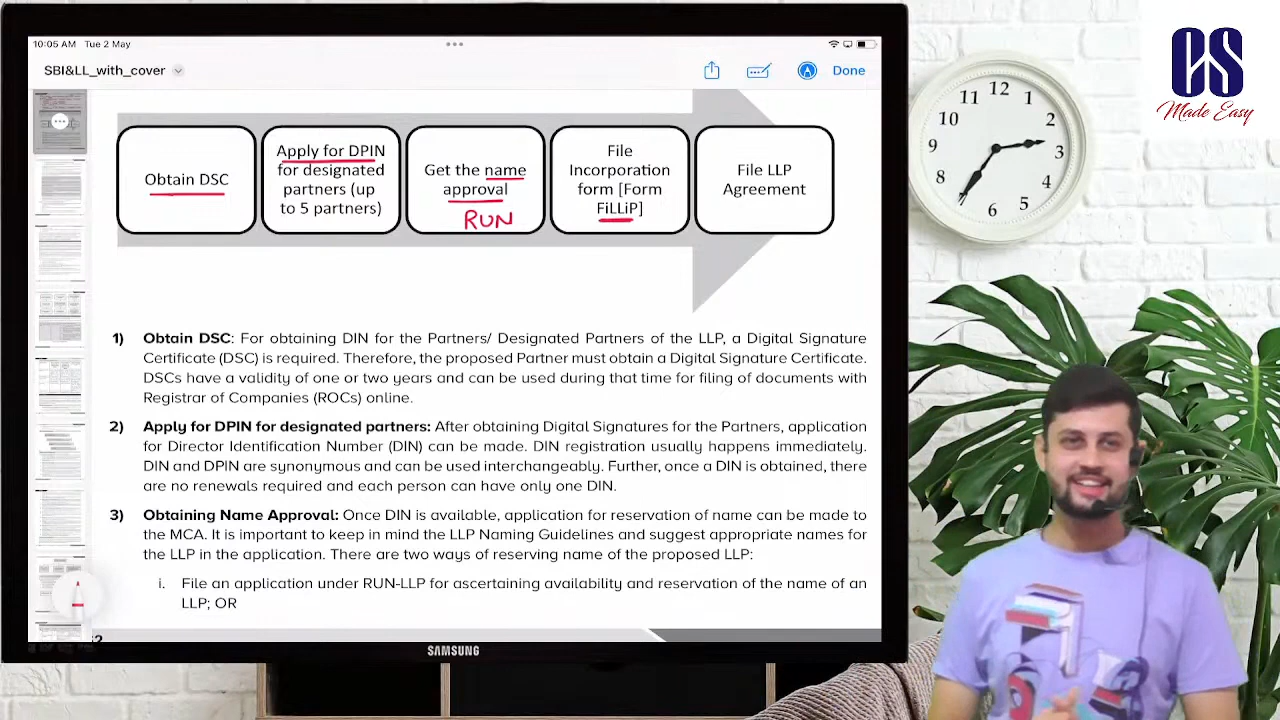 10:05 AM Tue 2 May
SBI&LL_with_cover
Done
CS
Made Easy
Obtain DSC
Apply for DPIN
for designated
partners (up
to 5 partners)
Get the name
approval
RUN
File
Incorporation
form [Form
FiLLiP]
File LLP
Agreement
1) Obtain DSC: For obtaining DIN for the Partners/Designated Partners of the LLP, Digital Signature
Certificate (DSC) is required. Therefore, the proposed Partner must obtain a Digital Signature Certificate.
DSCs have a validity of one or two years and can be used during that time for filing of documents with
Registrar of Companies (ROCs) online.
2) Apply for DPIN for designated partners: After obtaining Digital Signatures for the Partner, application
for Director Identification Number (DIN) can be made. DIN registration usually happens immediately.
DIN and DPIN are synonymous and can be used interchangeably. Further, once a DIN is obtained, there
are no renewals required and each person can have only one DIN.
3) Obtaining Name Approval: Once DIN is available, application for reservation of name can be made to
the MCA. It is important to keep in mind the LLP Naming Guidelines and suggest appropriate names for
the LLP in the application. There are two ways of reserving name of the proposed LLP
i. File an application under RUN-LLP for ascertaining availability and reservation of the name of an
LLP; OR
SAMSUNG
12
11
1
10
2
9
3
8
4
5
6